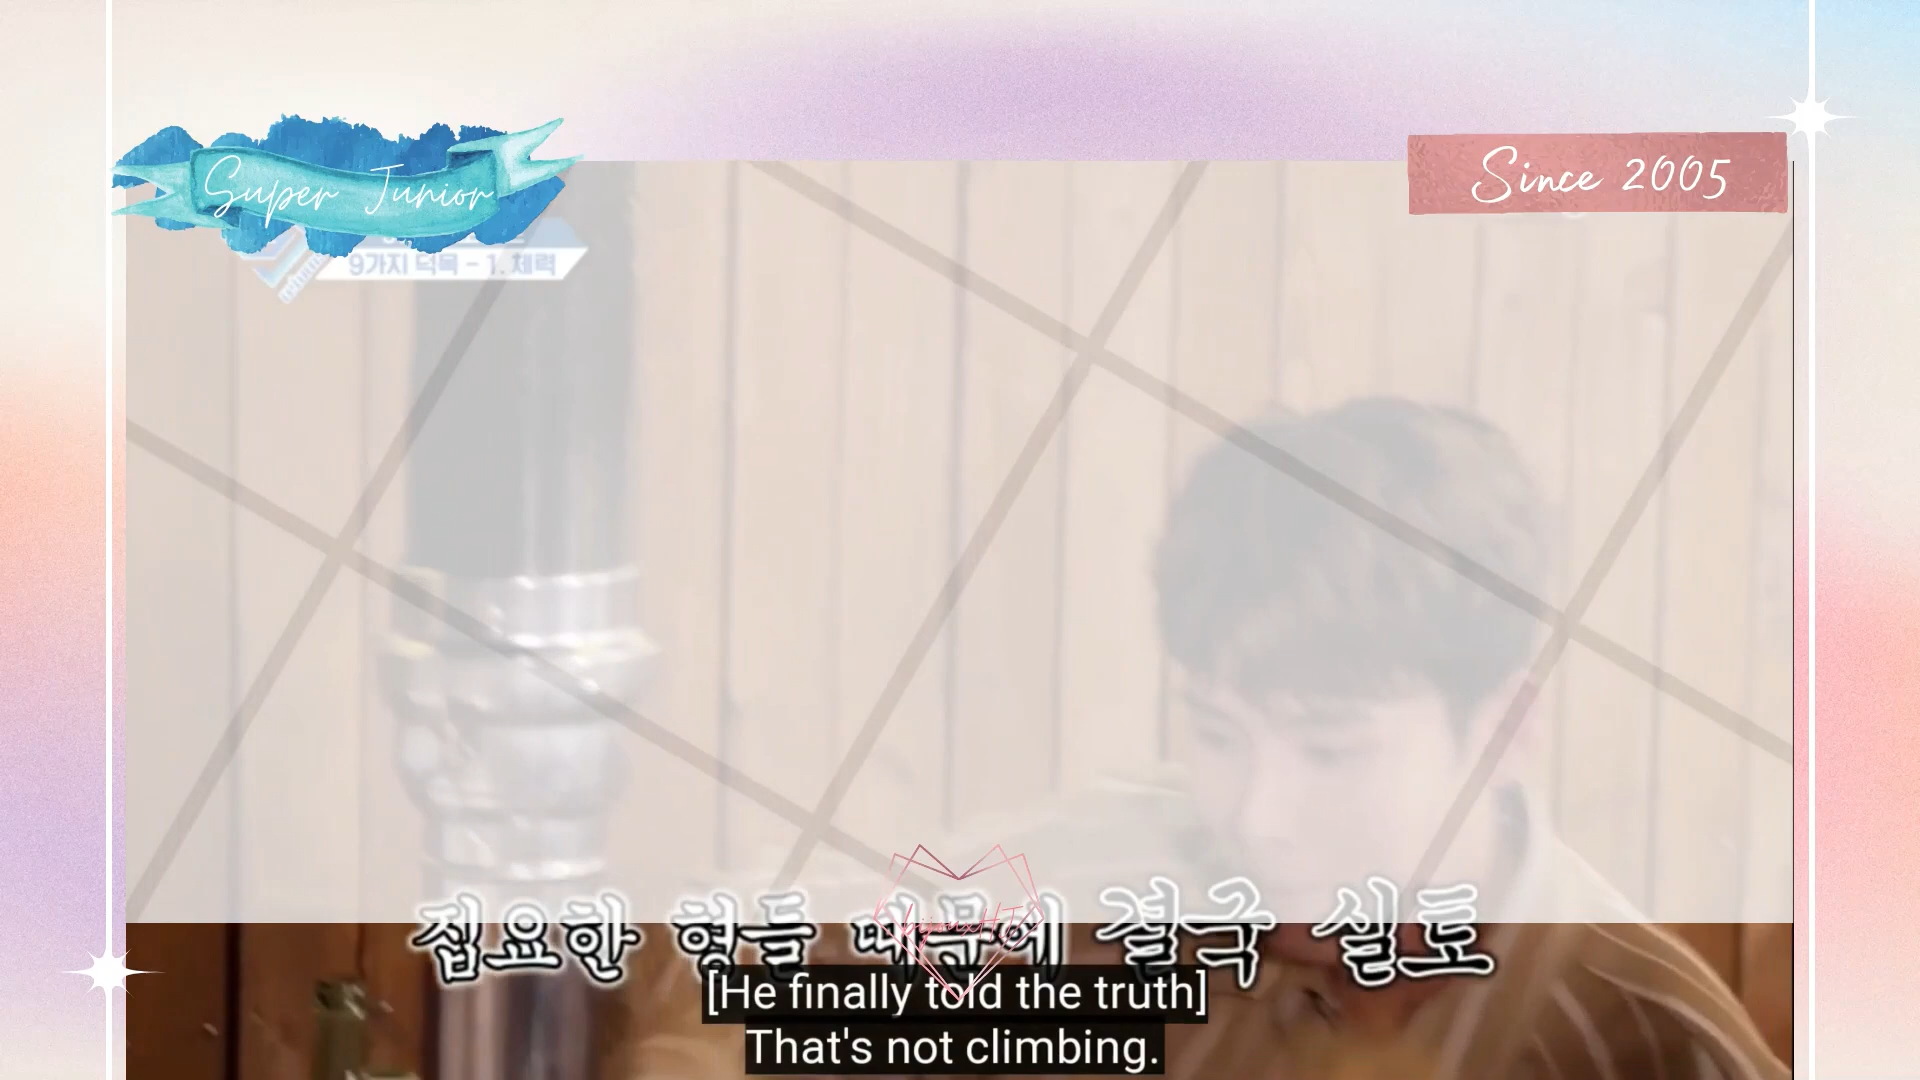 Super Junior
Since 2005
9가지 덕목 - 1. 체력
집요한 형들 때문에 결국 실토
bijouxHJ
[He finally told the truth]
That's not climbing.